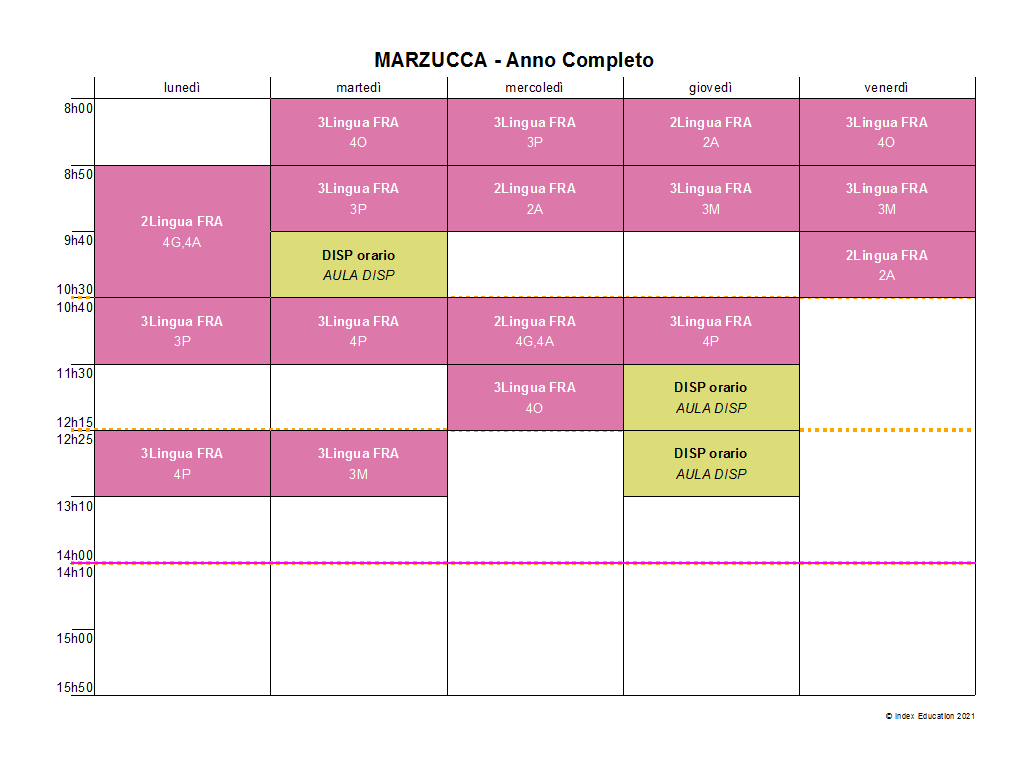 MARZUCCA - Anno Completo
lunedì martedì mercoledì giovedì venerdì
8h00
3Lingua FRA 3Lingua FRA 2Lingua FRA 3Lingua FRA
4O 3P 2A 4O
8h50
3Lingua FRA 2Lingua FRA 3Lingua FRA 3Lingua FRA
3P 2A 3M 3M
2Lingua FRA
4G,4A
9h40
DISP orario 2Lingua FRA
AULA DISP 2A
10h30
10h40
3Lingua FRA 3Lingua FRA 2Lingua FRA 3Lingua FRA
3P 4P 4G,4A 4P
11h30
3Lingua FRA DISP orario
4O AULA DISP
12h15
12h25
3Lingua FRA 3Lingua FRA DISP orario
4P 3M AULA DISP
13h10
14h00
14h10
15h00
15h50
© Index Education 2021